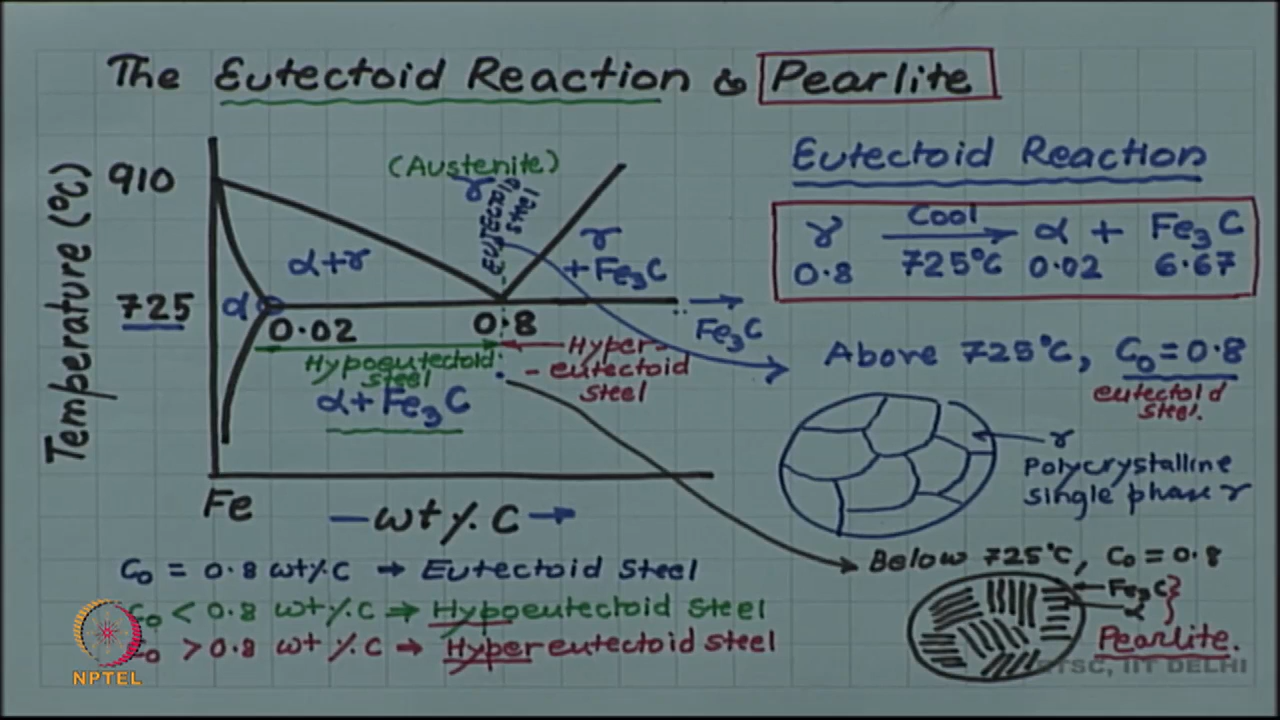 The Eutectoid Reaction & Pearlite
Temperature (°C)
910
725
(Austenite)
γ
EUTECTOID
steel
α+γ
γ
+ Fe3C
α
0.02
0.8
Fe3C
Hypoeutectoid
steel
Hyper-
- eutectoid
steel
α + Fe3C
Fe
wt %. C
C0 = 0.8 wt%C → Eutectoid Steel
C0 < 0.8 wt %.C ⇒ Hypoeutectoid Steel
C0 > 0.8 wt %.C → Hypereutectoid steel
Eutectoid Reaction
γ Cool α + Fe3C
0.8 725°C 0.02 6.67
Above 725°C, C0 = 0.8
eutectoid
steel.
γ
Polycrystalline
single phase γ
Below 725°C, C0 = 0.8
Fe3C
α
Pearlite.
ETSC, IIT DELHI
NPTEL